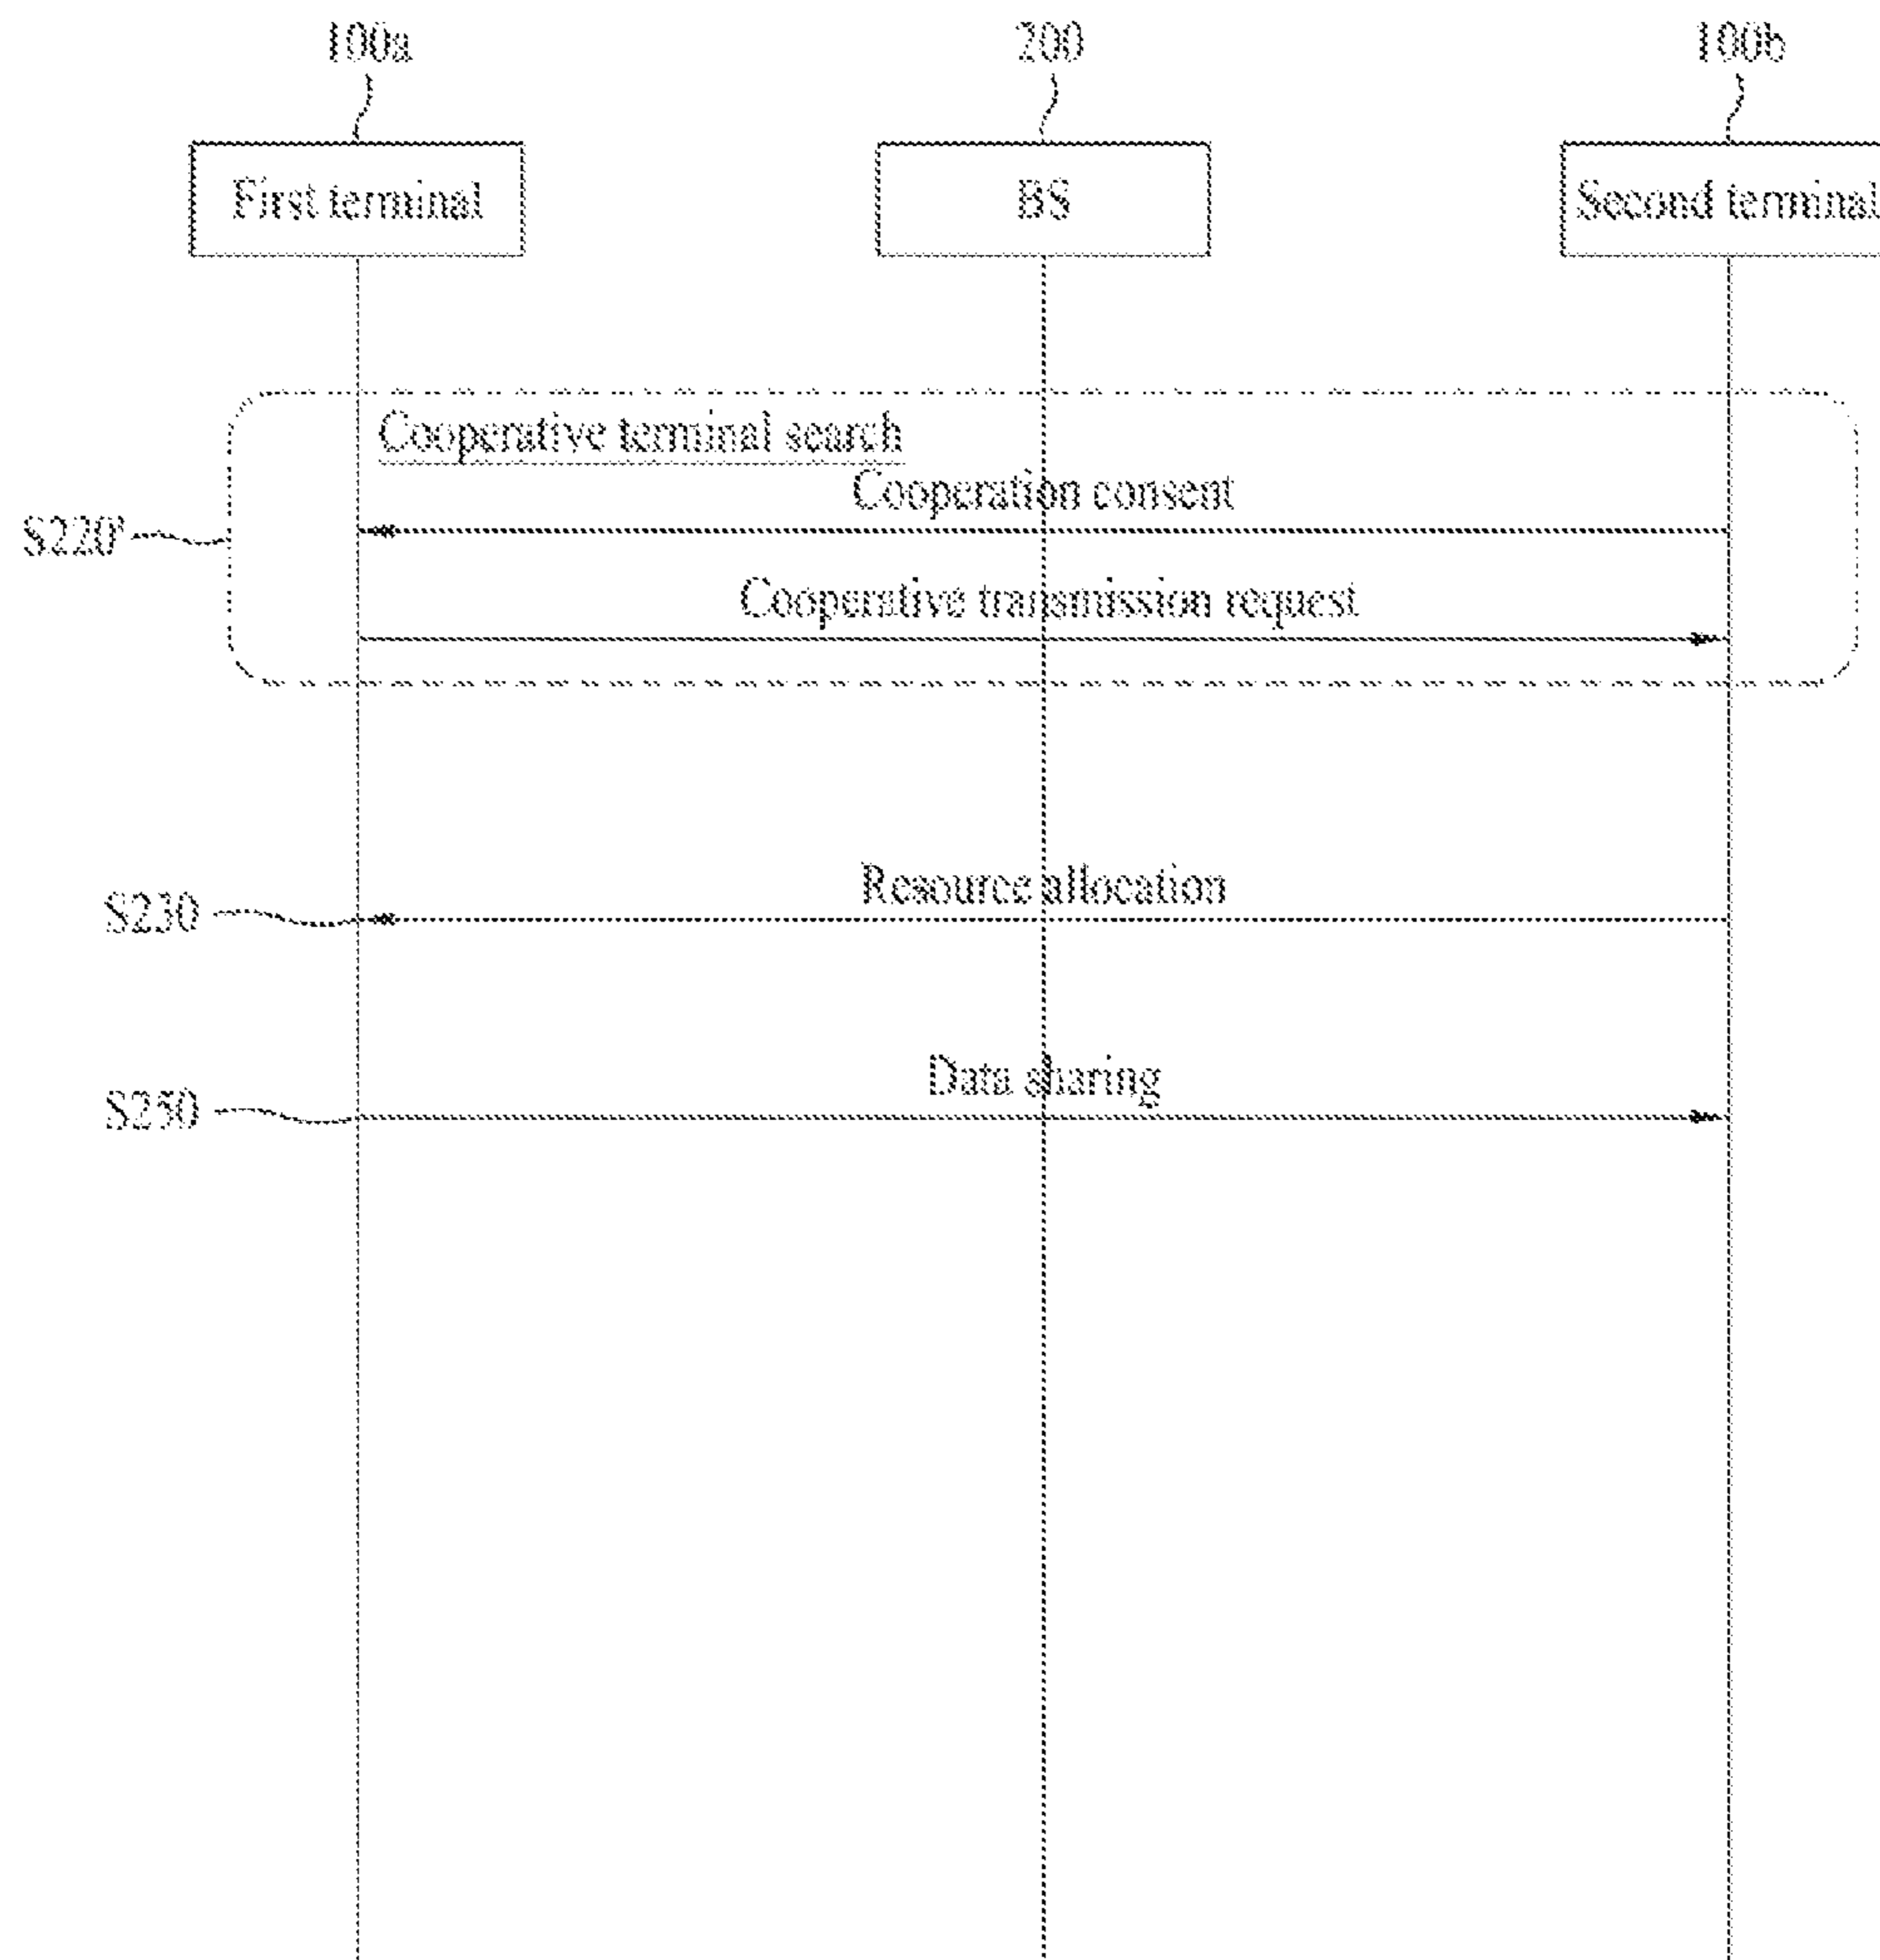 100a
200
100b
First terminal
BS
Second terminal
Cooperative terminal search
Cooperation consent
S220'
Cooperative transmission request
Resource allocation
S230
Data sharing
S250